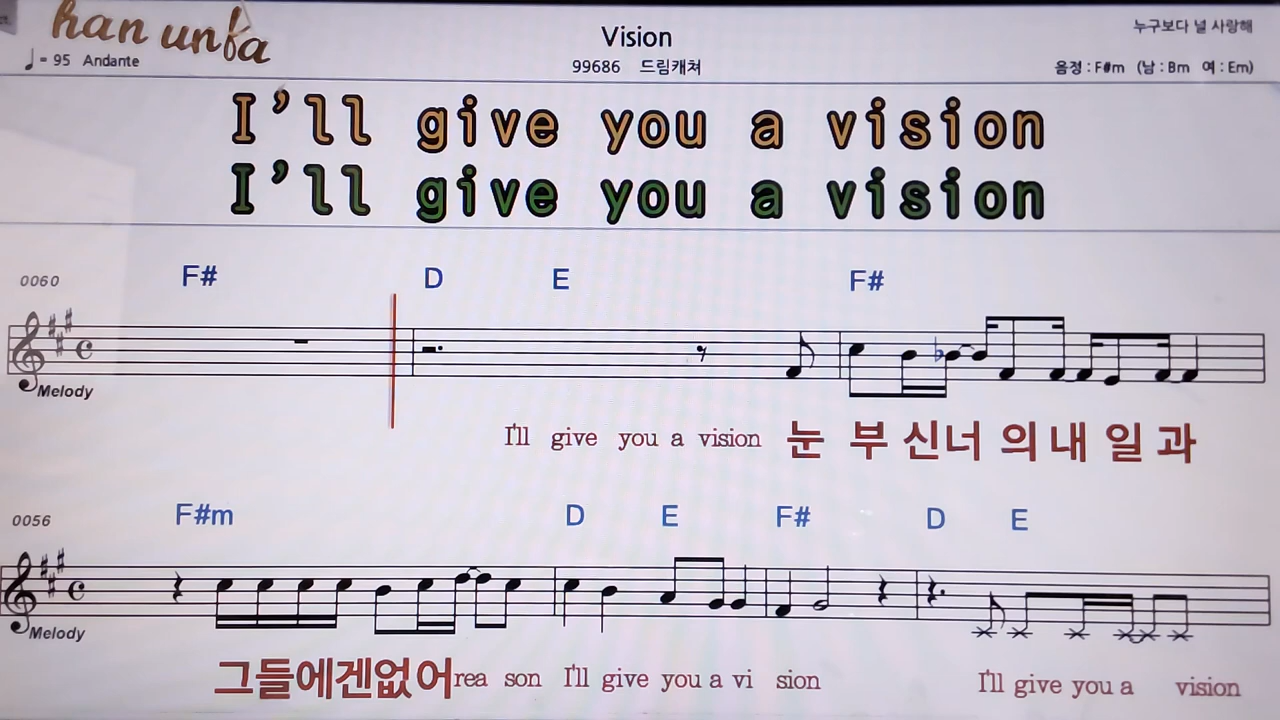 han unfa
Vision
누구보다 널 사랑해
♩= 95 Andante
99686 드림캐쳐
음정 : F#m (남 : Bm 여 : Em)
I'll give you a vision
I'll give you a vision
0060 F# D E F#
Melody
I'll give you a vision 눈 부 신너 의내 일 과
0056 F#m D E F# D E
Melody
그들에겐없어rea son I'll give you a vi sion I'll give you a vision